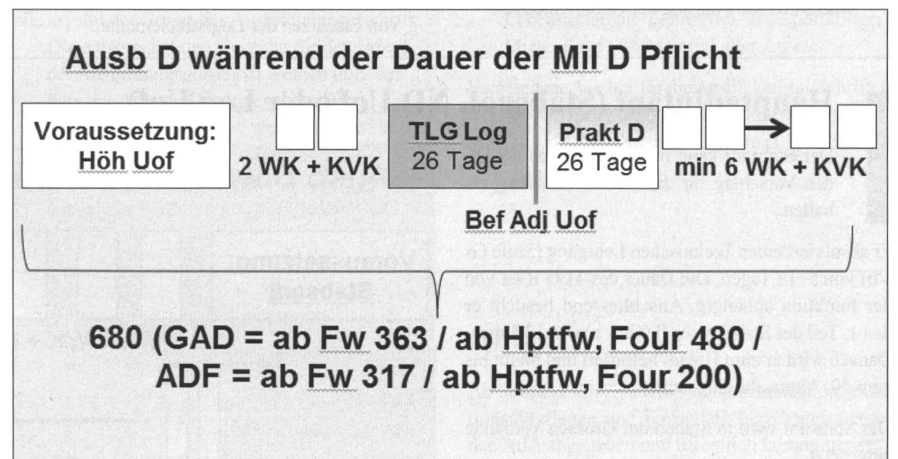 Ausb D während der Dauer der Mil D Pflicht
Voraussetzung:
Höh Uof
2 WK + KVK
TLG Log
26 Tage
Prakt D
26 Tage
min 6 WK + KVK
Bef Adj Uof
680 (GAD = ab Fw 363 / ab Hptfw, Four 480 /
ADF = ab Fw 317 / ab Hptfw, Four 200)